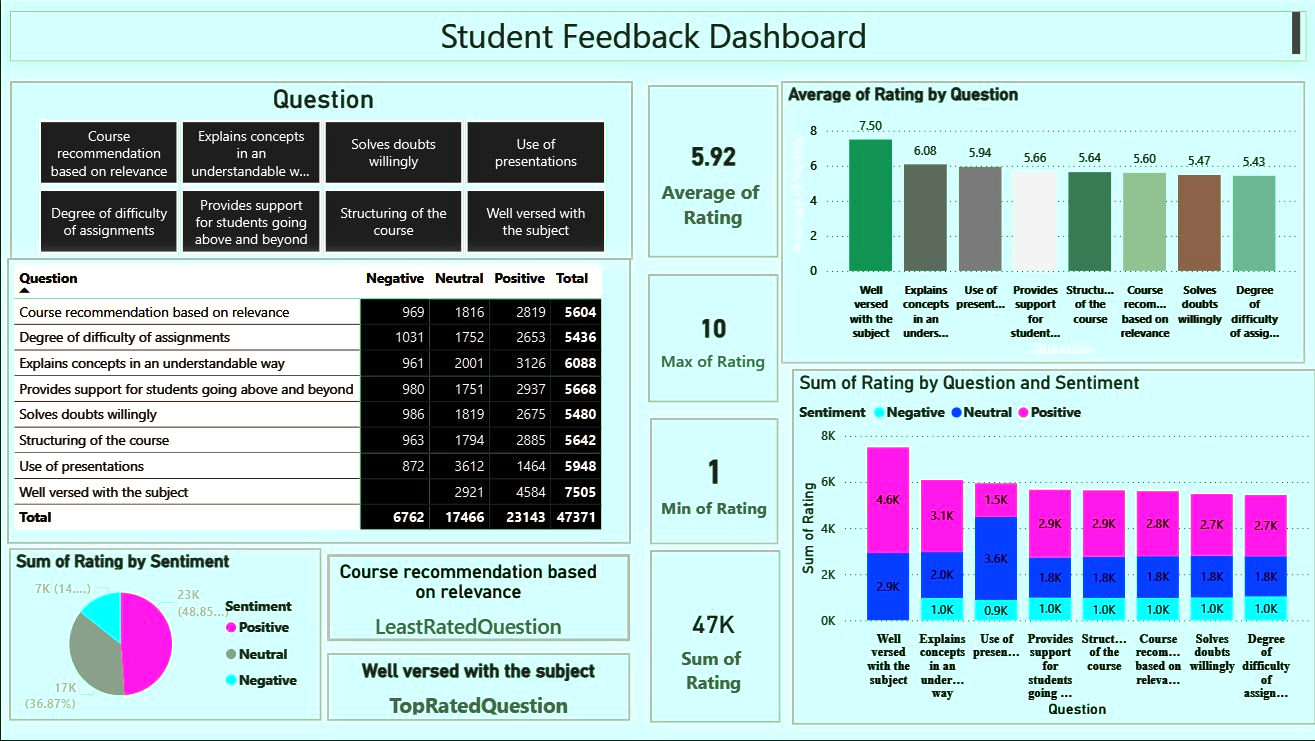 Student Feedback Dashboard
Question
Course
recommendation
based on relevance
Explains concepts
in an
understandable w...
Solves doubts
willingly
Use of
presentations
Degree of difficulty
of assignments
Provides support
for students going
above and beyond
Structuring of the
course
Well versed with
the subject
Question Negative Neutral Positive Total
Course recommendation based on relevance 969 1816 2819 5604
Degree of difficulty of assignments 1031 1752 2653 5436
Explains concepts in an understandable way 961 2001 3126 6088
Provides support for students going above and beyond 980 1751 2937 5668
Solves doubts willingly 986 1819 2675 5480
Structuring of the course 963 1794 2885 5642
Use of presentations 872 3612 1464 5948
Well versed with the subject 2921 4584 7505
Total 6762 17466 23143 47371
Sum of Rating by Sentiment
7K (14....)
23K
(48.85...)
17K
(36.87%)
Sentiment
Positive
Neutral
Negative
Course recommendation based
on relevance
LeastRatedQuestion
Well versed with the subject
TopRatedQuestion
5.92
Average of
Rating
10
Max of Rating
1
Min of Rating
47K
Sum of
Rating
Average of Rating by Question
8
6
4
2
0
7.50
6.08
5.94
5.66
5.64
5.60
5.47
5.43
Well
versed
with the
subject
Explains
concepts
in an
unders...
Use of
present...
Provides
support
for
student...
Structu...
of the
course
Course
recom...
based on
relevance
Solves
doubts
willingly
Degree
of
difficulty
of assig...
Question
Sum of Rating by Question and Sentiment
Sentiment Negative Neutral Positive
Sum of Rating
8K
6K
4K
2K
0K
4.6K
2.9K
3.1K
2.0K
1.0K
1.5K
3.6K
0.9K
2.9K
1.8K
1.0K
2.9K
1.8K
1.0K
2.8K
1.8K
1.0K
2.7K
1.8K
1.0K
2.7K
1.8K
1.0K
Well
versed
with the
subject
Explains
concepts
in an
under...
way
Use of
presen...
Provides
support
for
students
going ...
Struct...
of the
course
Course
recom...
based on
releva...
Solves
doubts
willingly
Degree
of
difficulty
of
assign...
Question